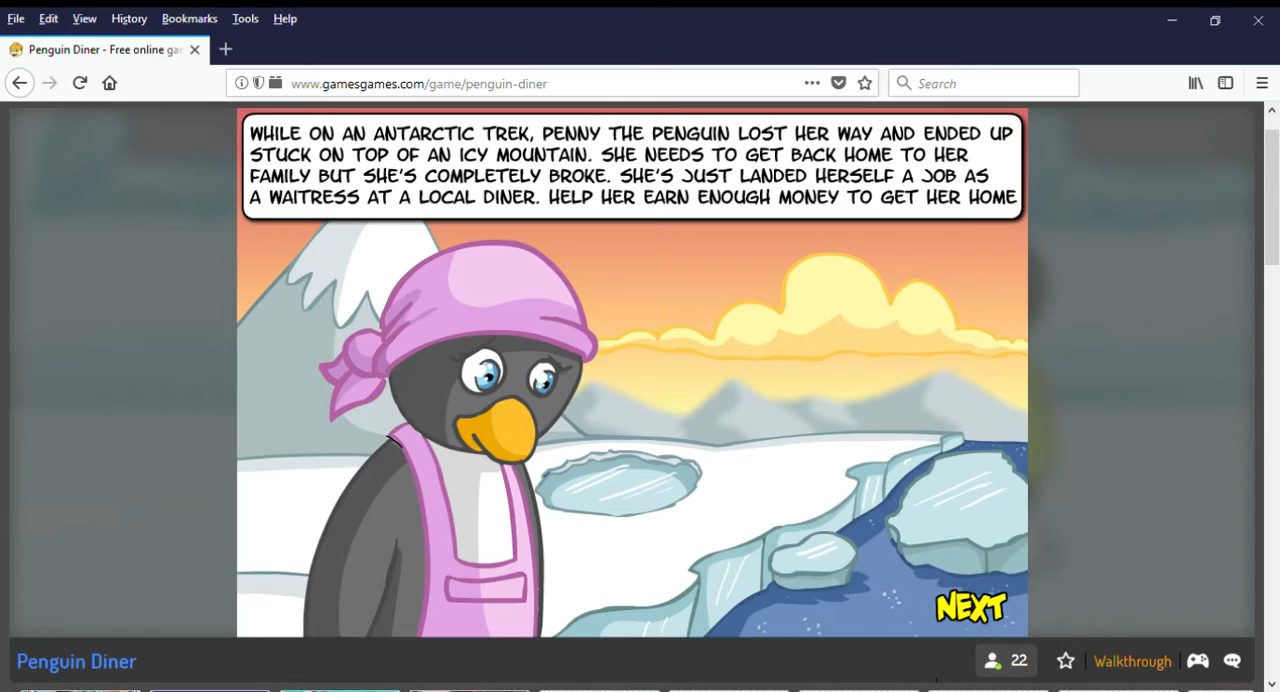 File Edit View History Bookmarks Tools Help
Penguin Diner - Free online ga
www.gamesgames.com/game/penguin-diner
Search
WHILE ON AN ANTARCTIC TREK, PENNY THE PENGUIN LOST HER WAY AND ENDED UP
STUCK ON TOP OF AN ICY MOUNTAIN. SHE NEEDS TO GET BACK HOME TO HER
FAMILY BUT SHE'S COMPLETELY BROKE. SHE'S JUST LANDED HERSELF A JOB AS
A WAITRESS AT A LOCAL DINER. HELP HER EARN ENOUGH MONEY TO GET HER HOME
NEXT
Penguin Diner
22
Walkthrough